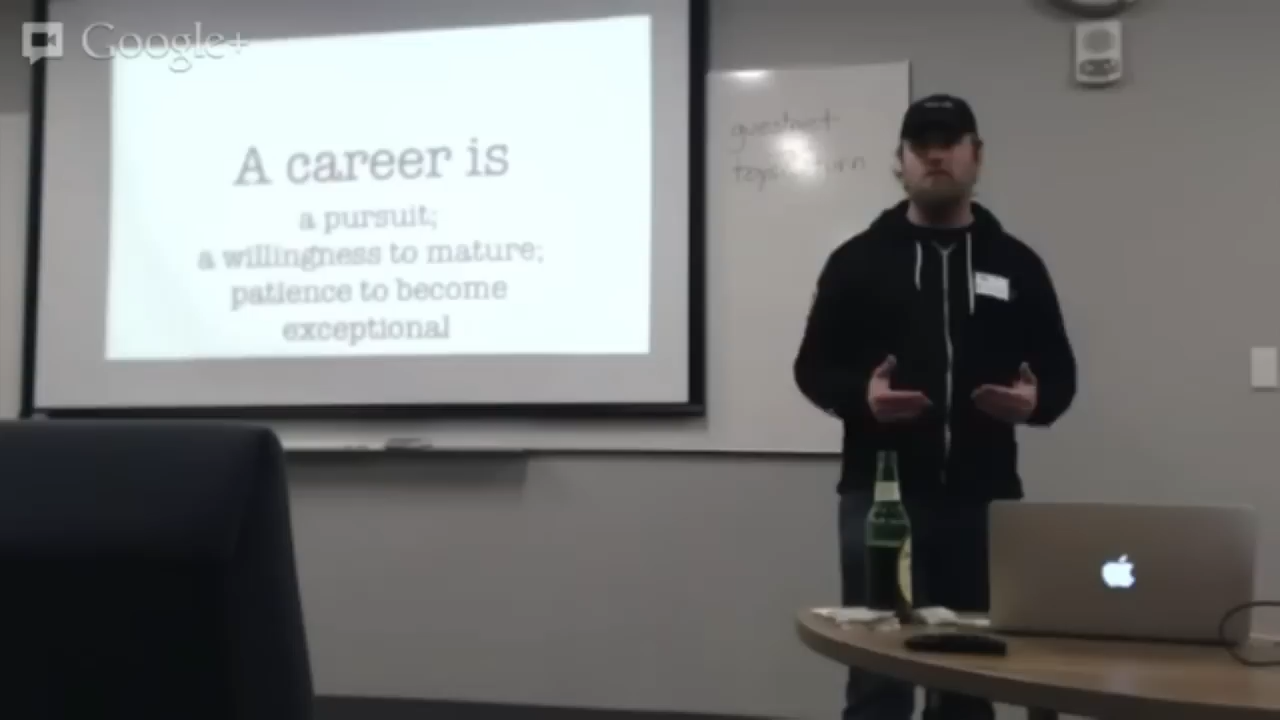 Google+
A career is
a pursuit;
a willingness to mature;
patience to become
exceptional